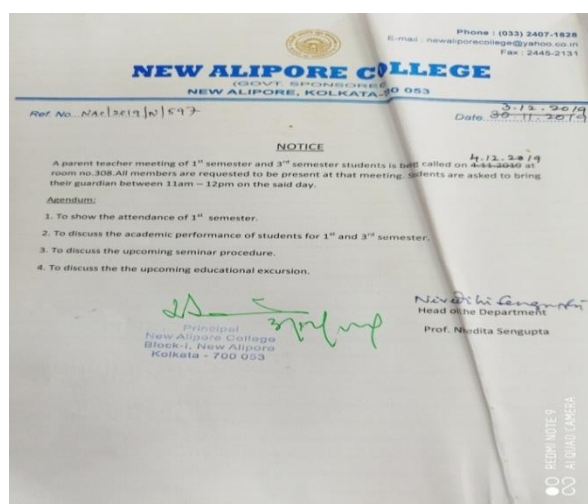 Phone : (033) 2407-1828
E-mail : newaliporecollege@yahoo.co.in
Fax : 2445-2131
NEW ALIPORE COLLEGE
(GOVT. SPONSORED)
NEW ALIPORE, KOLKATA-700 053
3.12.2019
Ref. No. NAC/2019/N/597
Date 30.11.2019
NOTICE
4.12.2019
A parent teacher meeting of 1st semester and 3rd semester students is called on 4.11.2019 at
room no.308.All members are requested to be present at that meeting. are asked to bring
their guardian between 11am – 12pm on the said day.
Agendum:
1. To show the attendance of 1st semester.
2. To discuss the academic performance of students for 1st and 3rd semester.
3. To discuss the upcoming seminar procedure.
4. To discuss the the upcoming educational excursion.
Nivedita Sengupta
Head of the Department
Prof. Sengupta
Principal
New Alipore College
Block-L, New Alipore
Kolkata - 700 053
REDMI NOTE 9
AI QUAD CAMERA